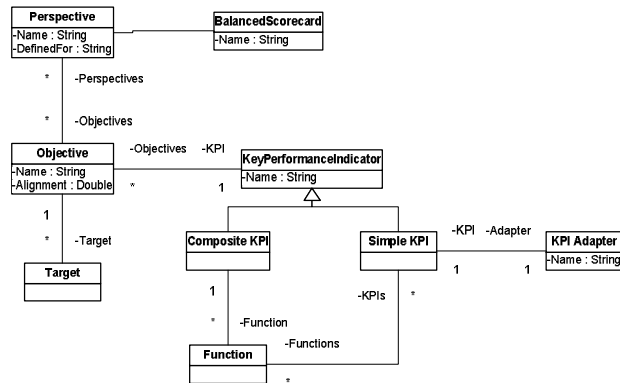 Perspective
-Name : String
-DefinedFor : String
BalancedScorecard
-Name : String
* -Perspectives
* -Objectives
Objective
-Name : String
-Alignment : Double
-Objectives -KPI
* 1
KeyPerformanceIndicator
-Name : String
1
* -Target
Target
Composite KPI
Simple KPI
-KPI -Adapter
1 1
KPI Adapter
-Name : String
1
* -Function
-KPIs *
Function
-Functions
*